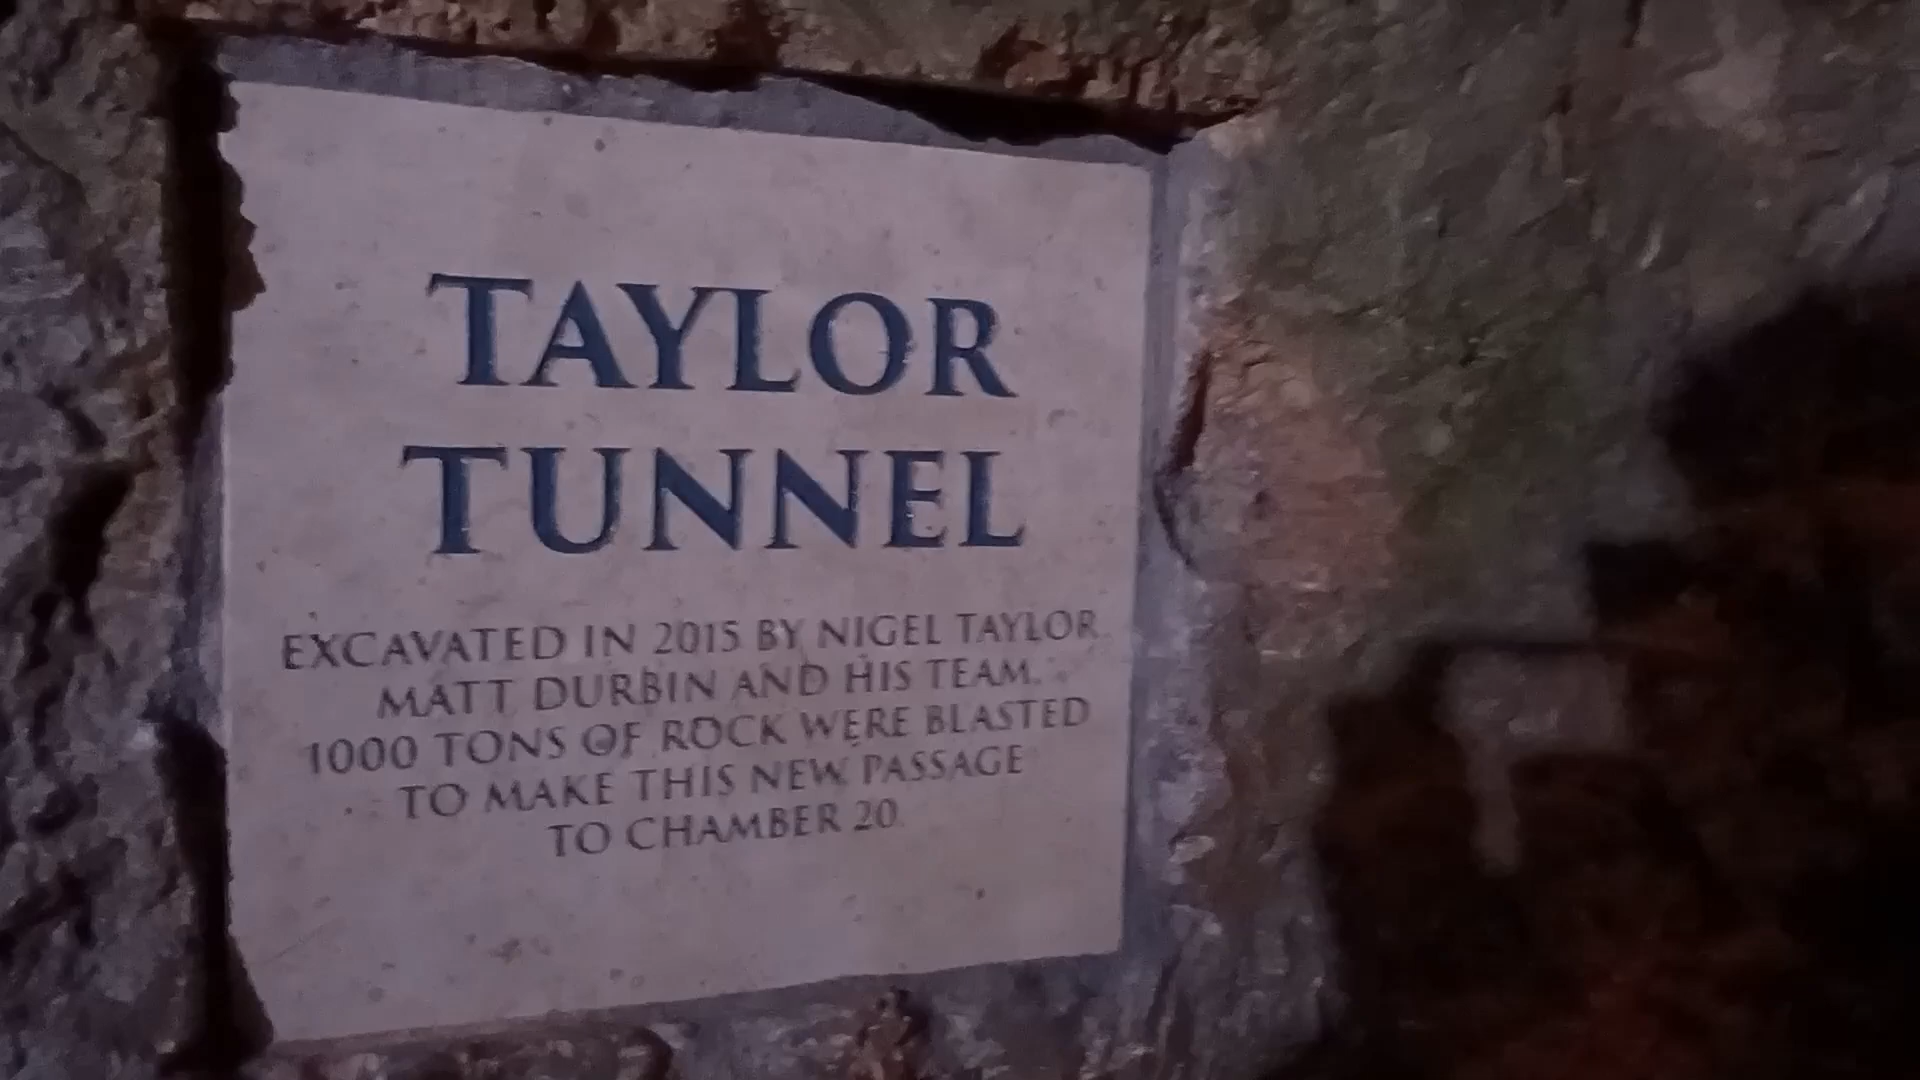 TAYLOR
TUNNEL
EXCAVATED IN 2015 BY NIGEL TAYLOR
MATT DURBIN AND HIS TEAM.
1000 TONS OF ROCK WERE BLASTED
TO MAKE THIS NEW PASSAGE
TO CHAMBER 20